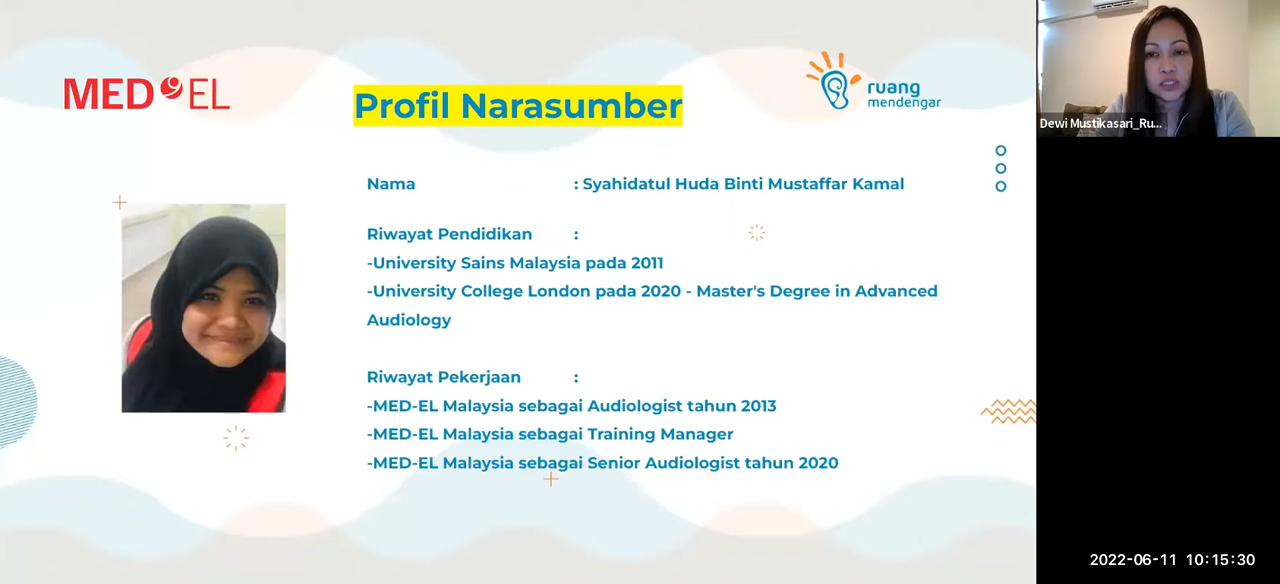 MED EL
Profil Narasumber
ruang
mendengar
Nama : Syahidatul Huda Binti Mustaffar Kamal
Riwayat Pendidikan :
-University Sains Malaysia pada 2011
-University College London pada 2020 - Master's Degree in Advanced
Audiology
Riwayat Pekerjaan :
-MED-EL Malaysia sebagai Audiologist tahun 2013
-MED-EL Malaysia sebagai Training Manager
-MED-EL Malaysia sebagai Senior Audiologist tahun 2020
Dewi Mustikasari_Ru...
2022-06-11 10:15:30